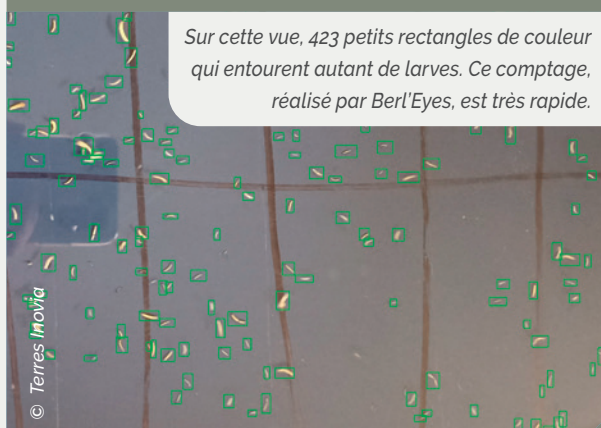 Sur cette vue, 423 petits rectangles de couleur
qui entourent autant de larves. Ce comptage,
réalisé par Berl'Eyes, est très rapide.
© Terres Inovia